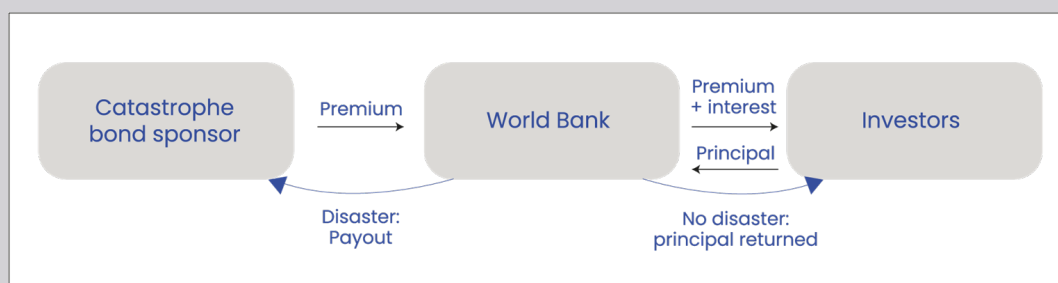 Catastrophe
bond sponsor
Premium
World Bank
Premium
+ interest
Principal
Investors
Disaster:
Payout
No disaster:
principal returned